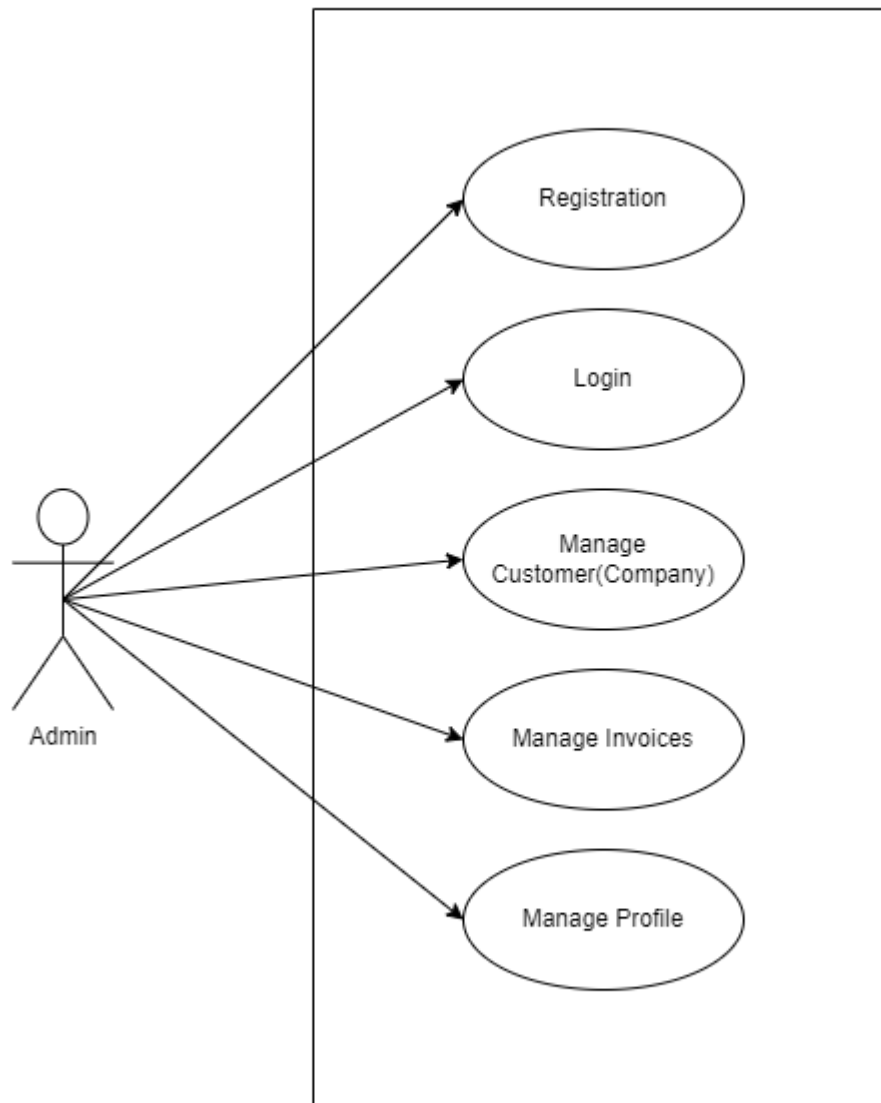 Registration
Login
Manage
Customer(Company)
Admin
Manage Invoices
Manage Profile